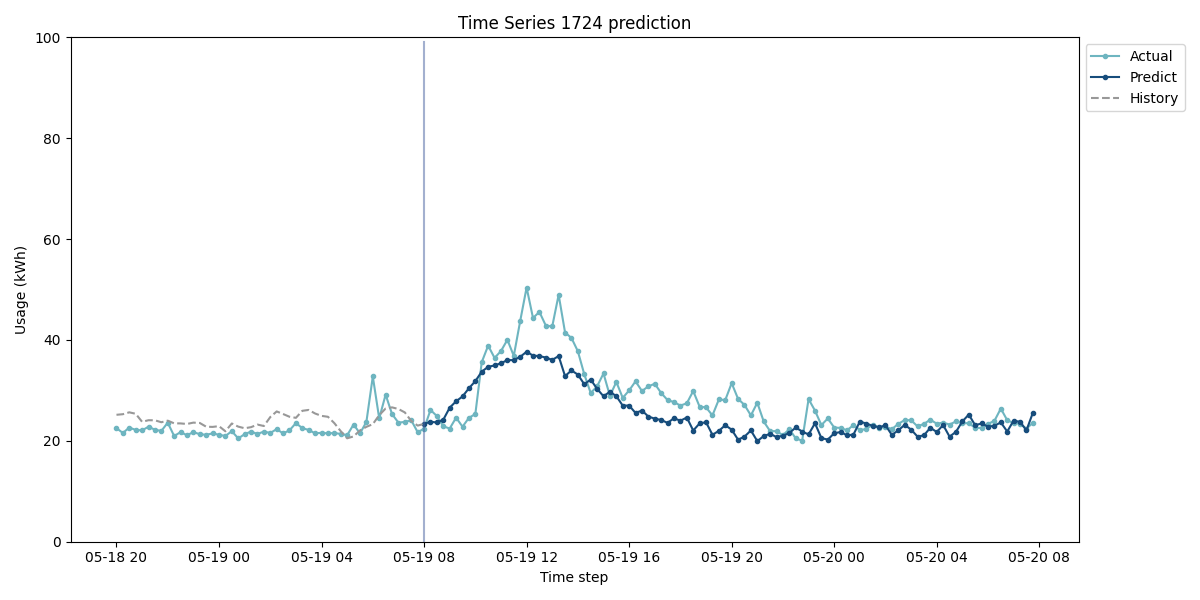 Time Series 1724 prediction
100
80
60
40
20
0
Usage (kWh)
05-18 20
05-19 00
05-19 04
05-19 08
05-19 12
05-19 16
05-19 20
05-20 00
05-20 04
05-20 08
Time step
Actual
Predict
History